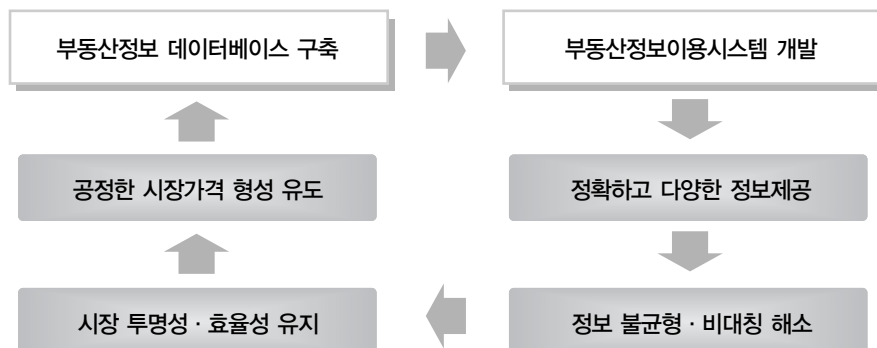 부동산정보 데이터베이스 구축
부동산정보이용시스템 개발
공정한 시장가격 형성 유도
정확하고 다양한 정보제공
시장 투명성 · 효율성 유지
정보 불균형 · 비대칭 해소